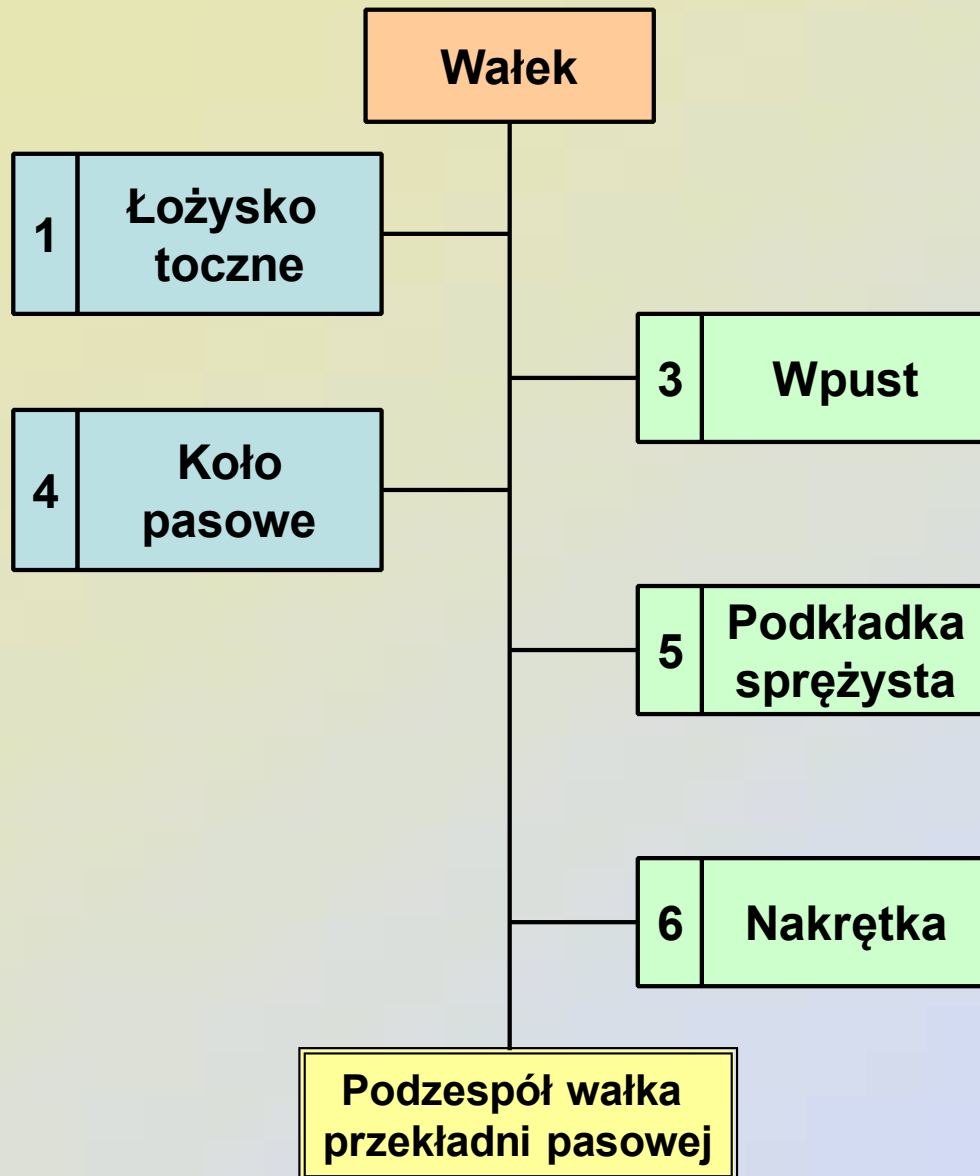 Wałek
1
Łożysko
toczne
3
Wpust
4
Koło
pasowe
5
Podkładka
sprężysta
6
Nakrętka
Podzespół wałka
przekładni pasowej